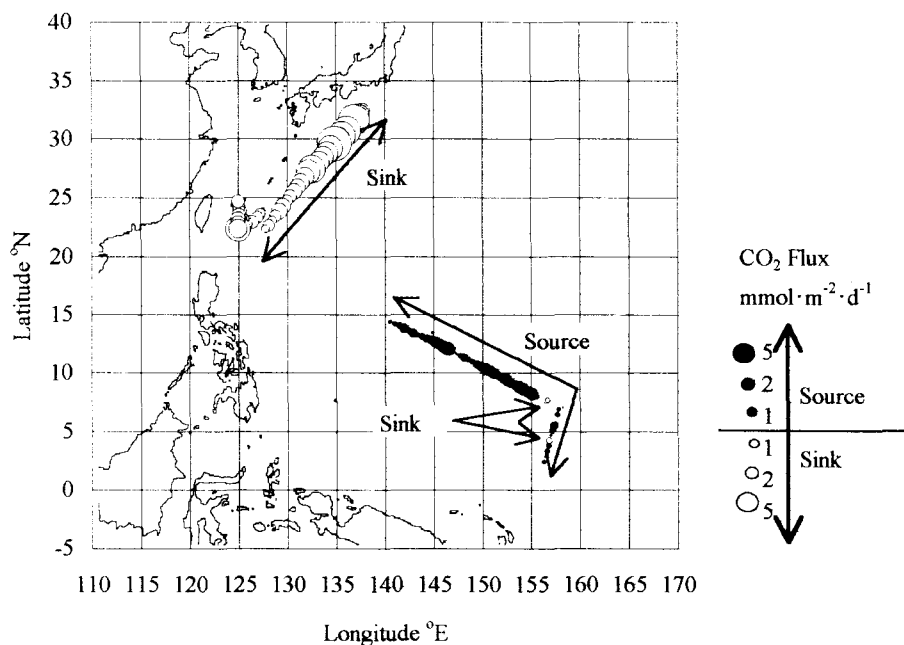 40
35
30
25
20
15
10
5
0
-5
Latitude °N
110 115 120 125 130 135 140 145 150 155 160 165 170
Longitude °E
Sink
Source
Sink
CO₂ Flux
mmol·m⁻²·d⁻¹
5
2
1
Source
1
2
5
Sink